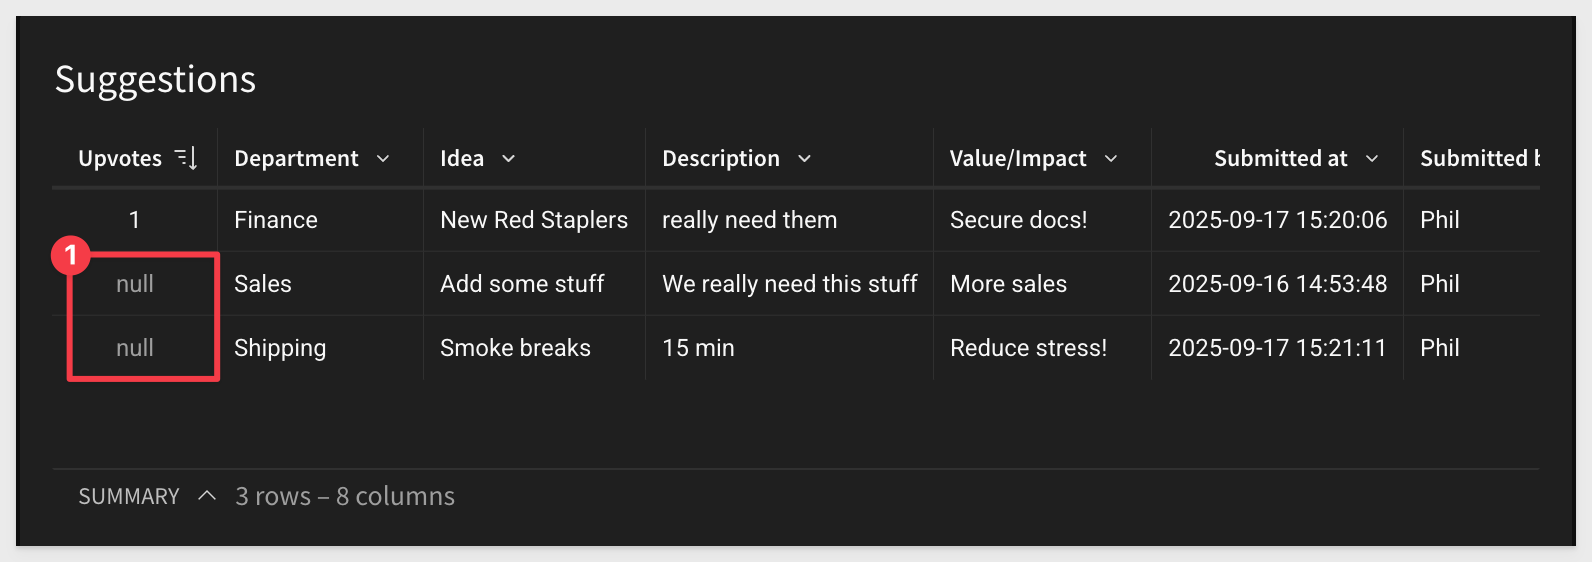 Suggestions
Upvotes Department Idea Description Value/Impact Submitted at Submitted
1 Finance New Red Staplers really need them Secure docs! 2025-09-17 15:20:06 Phil
1
null Sales Add some stuff We really need this stuff More sales 2025-09-16 14:53:48 Phil
null Shipping Smoke breaks 15 min Reduce stress! 2025-09-17 15:21:11 Phil
SUMMARY 3 rows – 8 columns